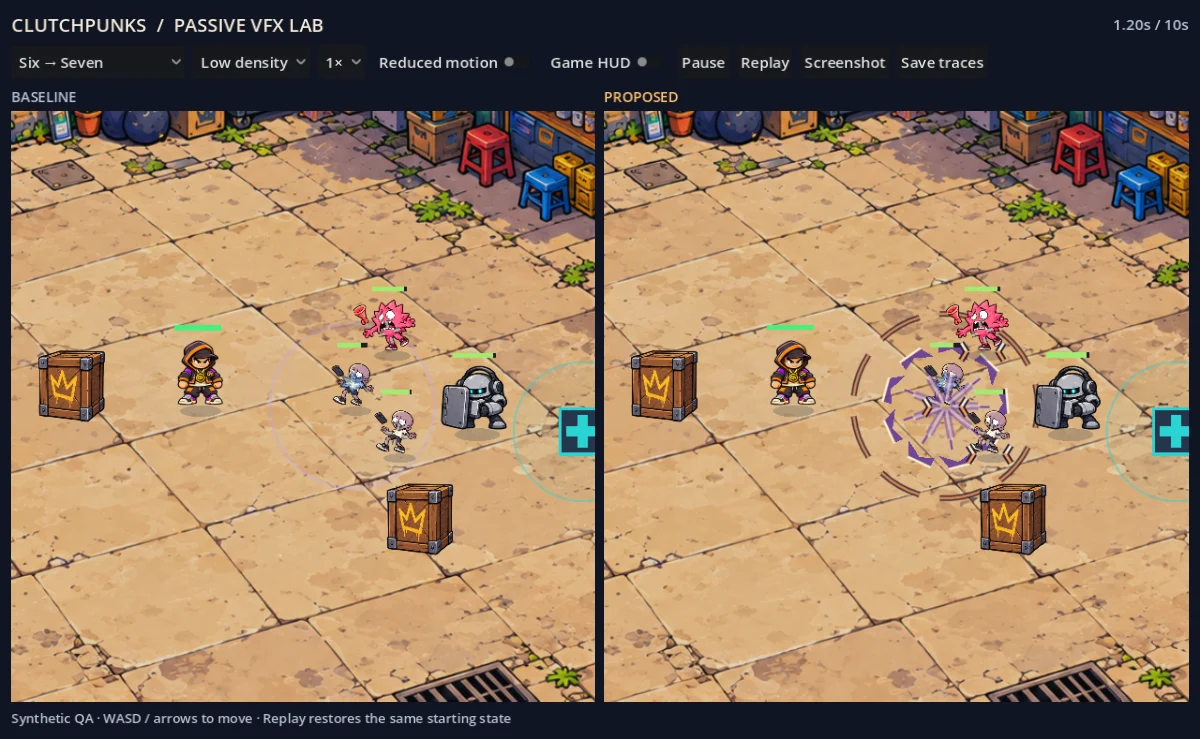 CLUTCHPUNKS / PASSIVE VFX LAB 1.20s / 10s
Six → Seven Low density 1× Reduced motion Game HUD Pause Replay Screenshot Save traces
BASELINE PROPOSED
Synthetic QA · WASD / arrows to move · Replay restores the same starting state